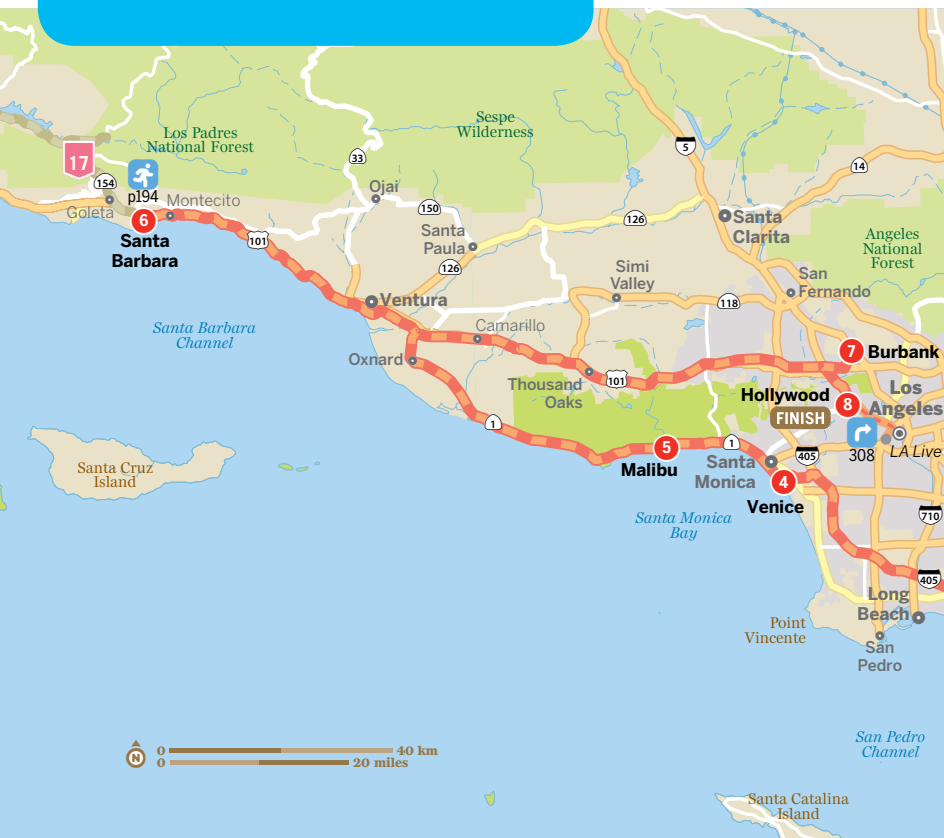 Los Padres
National Forest
Sespe
Wilderness
5
14
17
154
p194
33
Ojai
150
Goleta
Montecito
6
Santa
Barbara
101
Santa
Paula
126
126
Santa
Clarita
Angeles
National
Forest
Simi
Valley
San
Fernando
118
Ventura
Santa Barbara
Channel
Camarillo
Oxnard
Thousand
Oaks
101
7
Burbank
Hollywood
8
FINISH
Los
Angeles
308
LA Live
1
5
Malibu
1
Santa
Monica
405
4
Venice
Santa Cruz
Island
Santa Monica
Bay
710
405
Long
Beach
Point
Vincente
San
Pedro
San Pedro
Channel
N
0
40 km
0
20 miles
Santa Catalina
Island